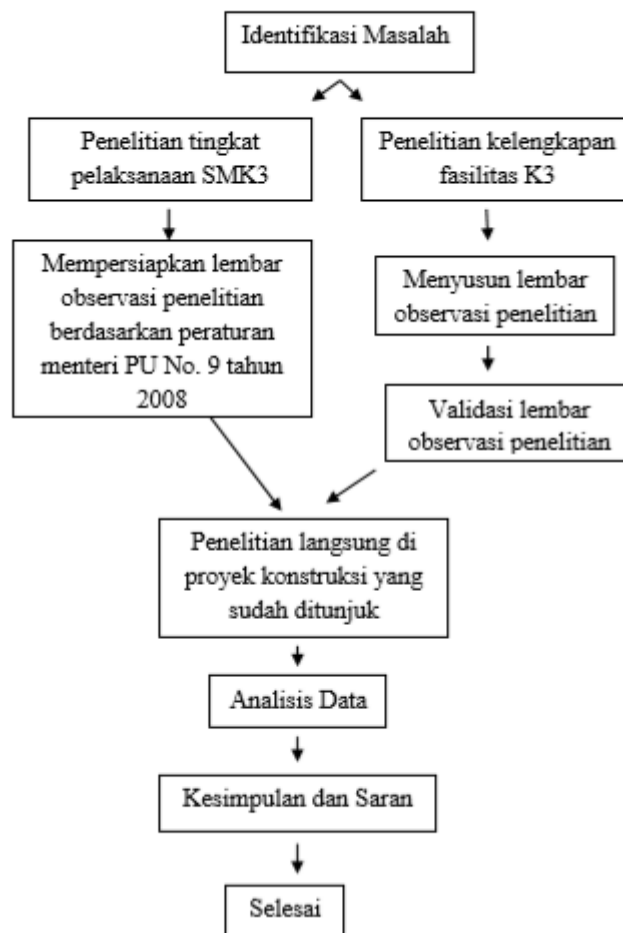 Identifikasi Masalah
Penelitian tingkat
pelaksanaan SMK3
Penelitian kelengkapan
fasilitas K3
Mempersiapkan lembar
observasi penelitian
berdasarkan peraturan
menteri PU No. 9 tahun
2008
Menyusun lembar
observasi penelitian
Validasi lembar
observasi penelitian
Penelitian langsung di
proyek konstruksi yang
sudah ditunjuk
Analisis Data
Kesimpulan dan Saran
Selesai